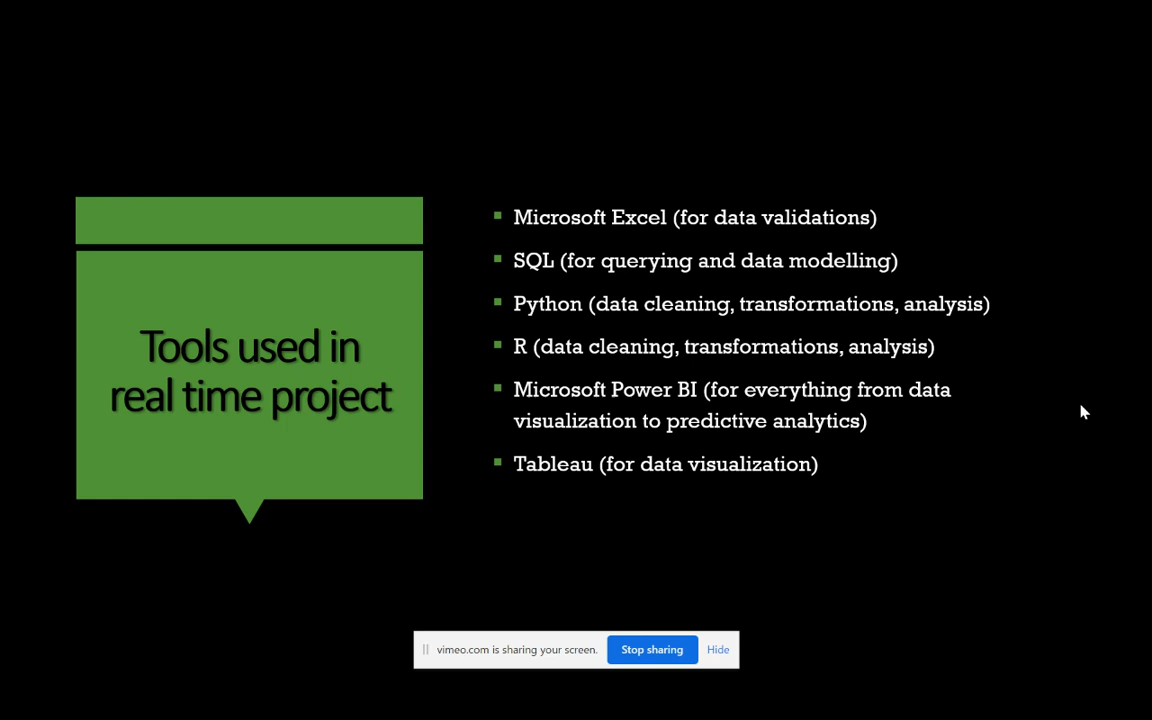 Tools used in
real time project
Microsoft Excel (for data validations)
SQL (for querying and data modelling)
Python (data cleaning, transformations, analysis)
R (data cleaning, transformations, analysis)
Microsoft Power BI (for everything from data
visualization to predictive analytics)
Tableau (for data visualization)
vimeo.com is sharing your screen.
Stop sharing
Hide